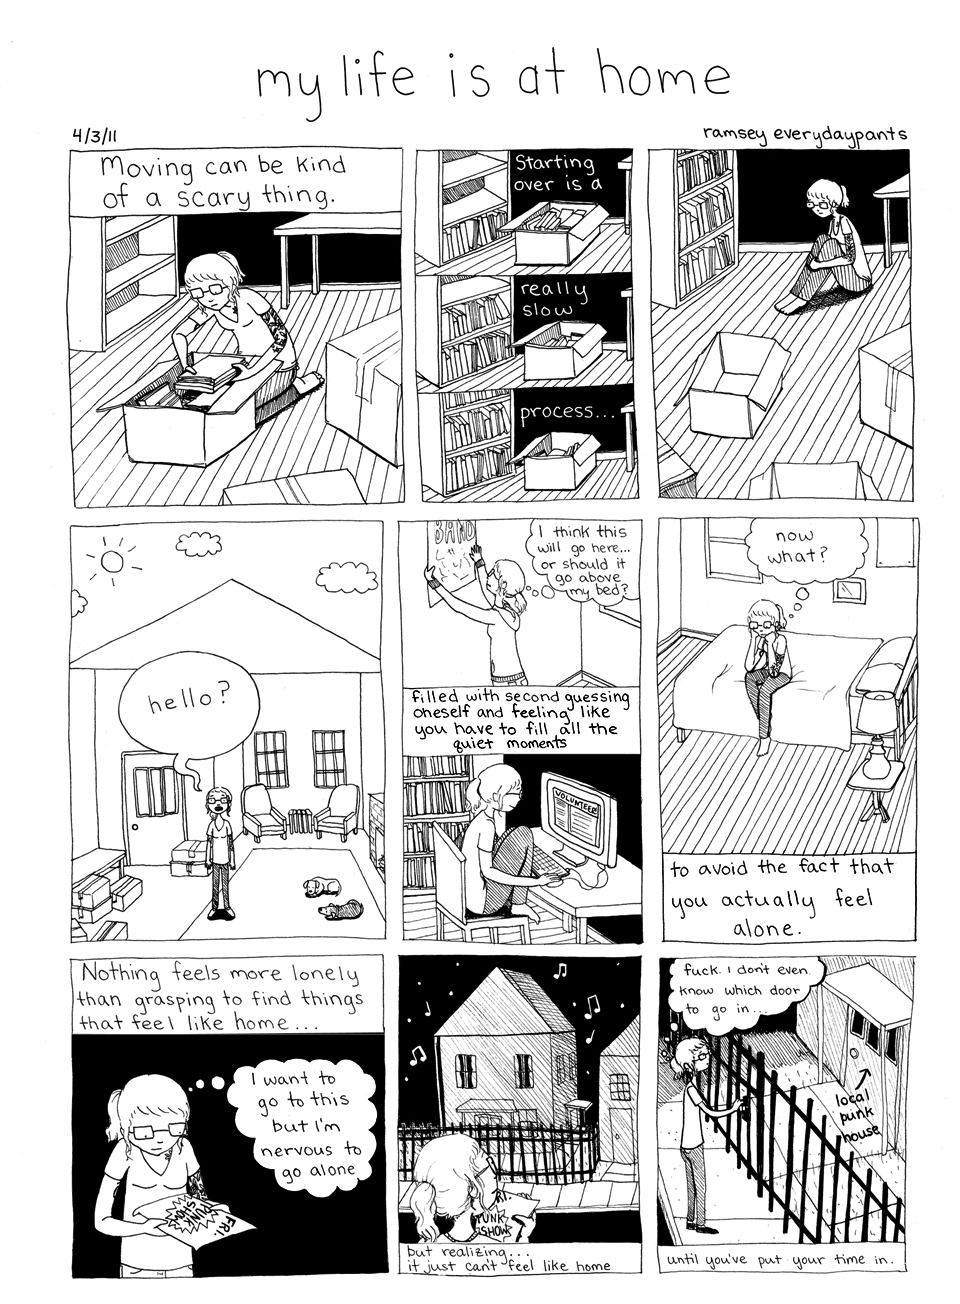 my life is at home
4/3/11
ramsey everydaypants
Moving can be kind
of a scary thing.
Starting
over is a
really
slow
process...
hello?
BAND
I think this
will go here...
or should it
go above
my bed?
filled with second guessing
oneself and feeling like
you have to fill all the
quiet moments
VOLUNTEER
now
what?
to avoid the fact that
you actually feel
alone.
Nothing feels more lonely
than grasping to find things
that feel like home...
I want to
go to this
but I'm
nervous to
go alone
FRI.
PUNK
SHOW
PUNK
SHOW
but realizing...
it just can't feel like home
fuck. I don't even
know which door
to go in...
local
punk
house
until you've put your time in.